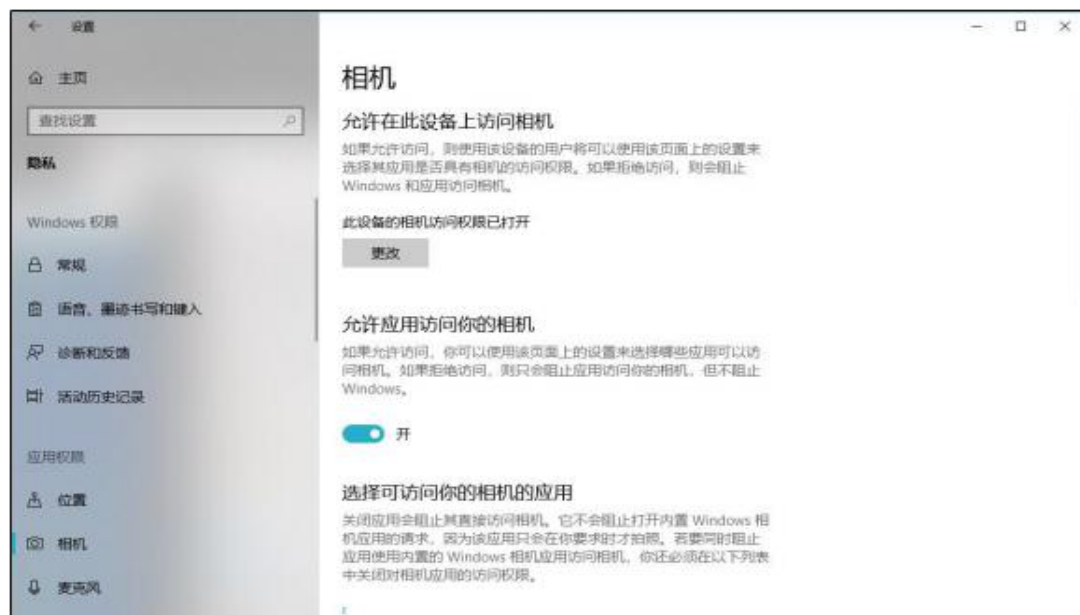 设置
主页
查找设置
隐私
Windows 权限
常规
语音、墨迹书写和键入
诊断和反馈
活动历史记录
应用权限
位置
相机
麦克风
相机
允许在此设备上访问相机
如果允许访问，则使用该设备的用户将可以使用该页面上的设置来
选择其应用是否具有相机的访问权限。如果拒绝访问，则会阻止
Windows 和应用访问相机。
此设备的相机访问权限已打开
更改
允许应用访问你的相机
如果允许访问，你可以使用该页面上的设置来选择哪些应用可以访
问相机。如果拒绝访问，则只会阻止应用访问你的相机，但不阻止
Windows。
开
选择可访问你的相机的应用
关闭应用会阻止其直接访问相机。它不会阻止打开内置 Windows 相
机应用的请求，因为该应用只会在你要求时才拍照。若要同时阻止
应用使用内置的 Windows 相机应用访问相机，你还必须在以下列表
中关闭对相机应用的访问权限。